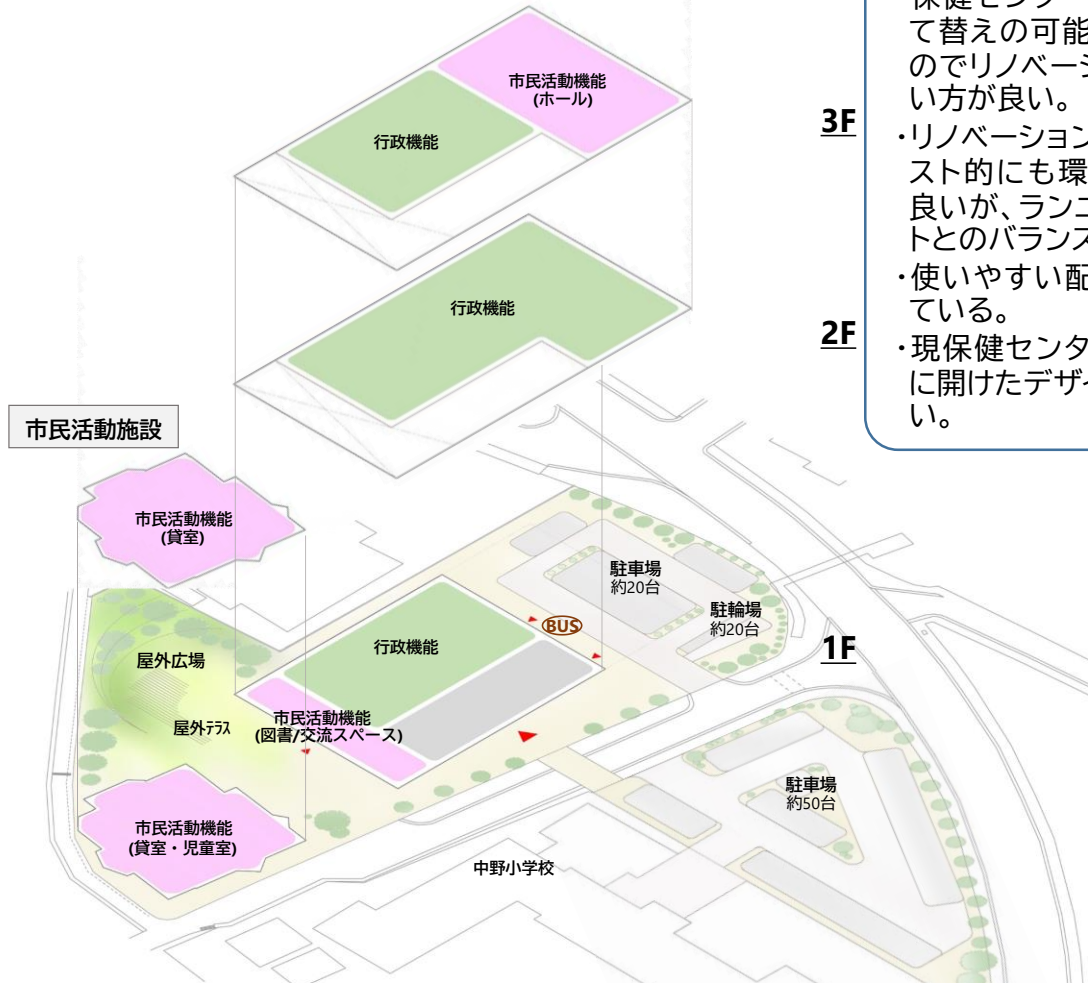 市民活動機能
(ホール)
行政機能
3F
行政機能
2F
市民活動施設
市民活動機能
(貸室)
駐車場
約20台
駐輪場
約20台
BUS
行政機能
1F
屋外広場
屋外テラス
市民活動機能
(図書/交流スペース)
駐車場
約50台
市民活動機能
(貸室・児童室)
中野小学校
て替えの可能
のでリノベーシ
い方が良い。
・リノベーション
スト的にも環
良いが、ランニ
トとのバランス
・使いやすい配
ている。
・現保健センタ
に開けたデザイ
い。